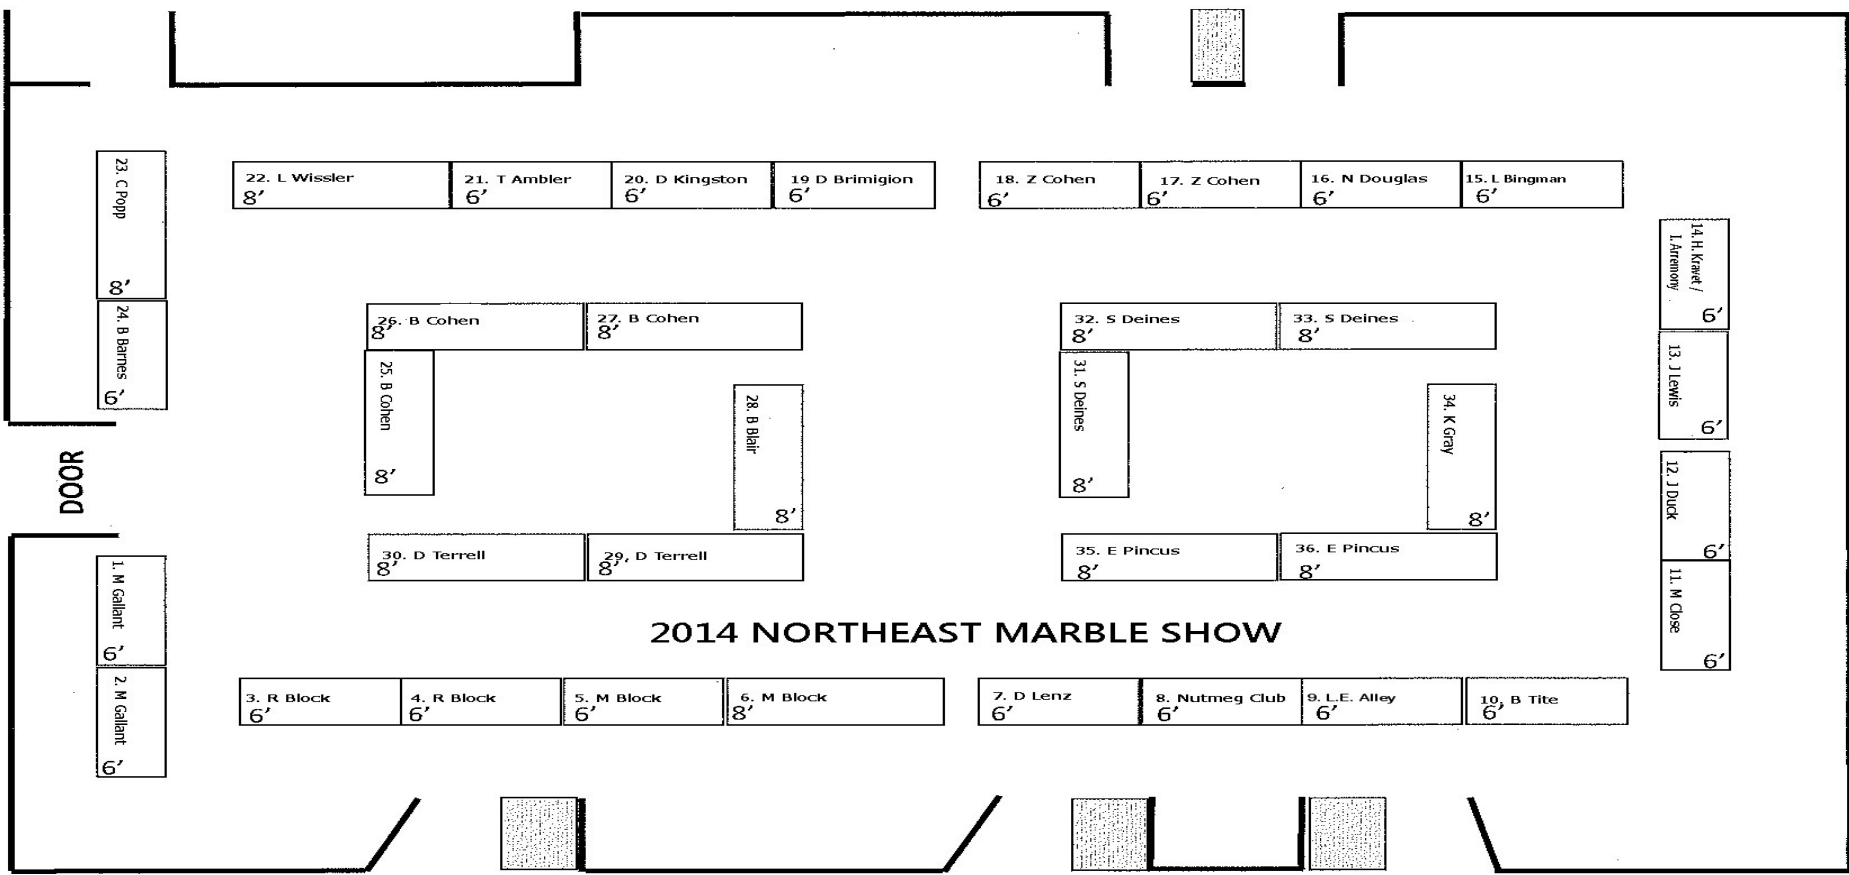 23. C Popp
8'
24. B Barnes
6'
22. L Wissler
8'
21. T Ambler
6'
20. D Kingston
6'
19 D Brimigion
6'
18. Z Cohen
6'
17. Z Cohen
6'
16. N Douglas
6'
15. L Bingman
6'
14. H. Kravet /
I. Arremony
6'
13. J Lewis
6'
12. J Duck
6'
11. M Close
6'
26. B Cohen
8'
27. B Cohen
8'
25. B Cohen
8'
28. B Blair
8'
30. D Terrell
8'
29, D Terrell
8'
32. S Deines
8'
33. S Deines
8'
31. S Deines
8'
34. K Gray
8'
35. E Pincus
8'
36. E Pincus
8'
DOOR
1. M Gallant
6'
2. M Gallant
6'
2014 NORTHEAST MARBLE SHOW
3. R Block
6'
4. R Block
6'
5. M Block
6'
6. M Block
8'
7. D Lenz
6'
8. Nutmeg Club
6'
9. L.E. Alley
6'
10. B Tite
6'